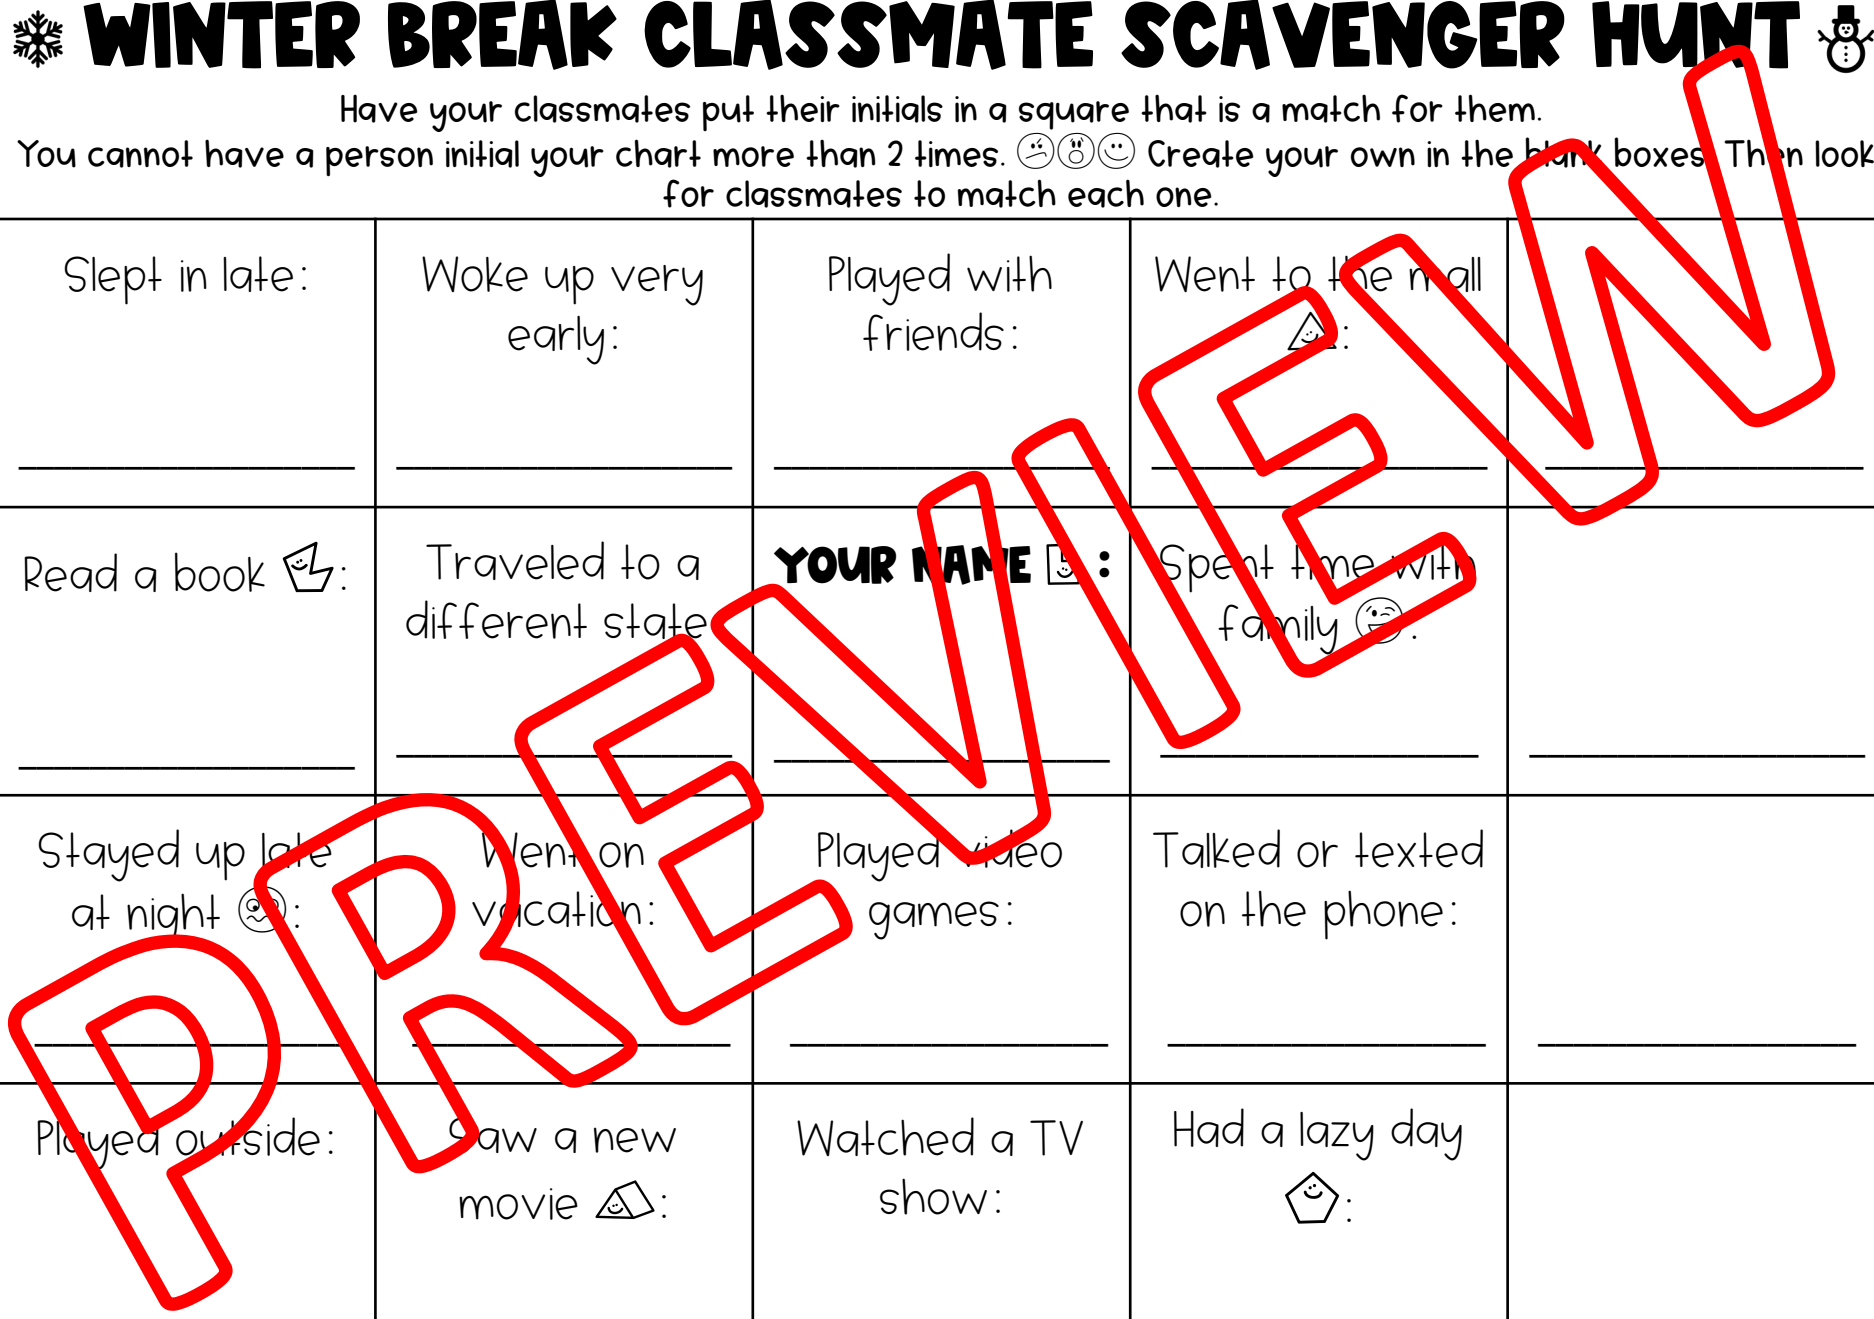 WINTER BREAK CLASSMATE SCAVENGER HUNT
Have your classmates put their initials in a square that is a match for them.
You cannot have a person initial your chart more than 2 times. Create your own in the blank boxes. Then look
for classmates to match each one.
Slept in late:
Woke up very
early:
Played with
friends:
Went to the mall
:
Read a book :
Traveled to a
different state
YOUR NAME :
Spent time with
family :
Stayed up late
at night :
Went on
vacation:
Played video
games:
Talked or texted
on the phone:
Played outside:
Saw a new
movie :
Watched a TV
show:
Had a lazy day
:
PREVIEW